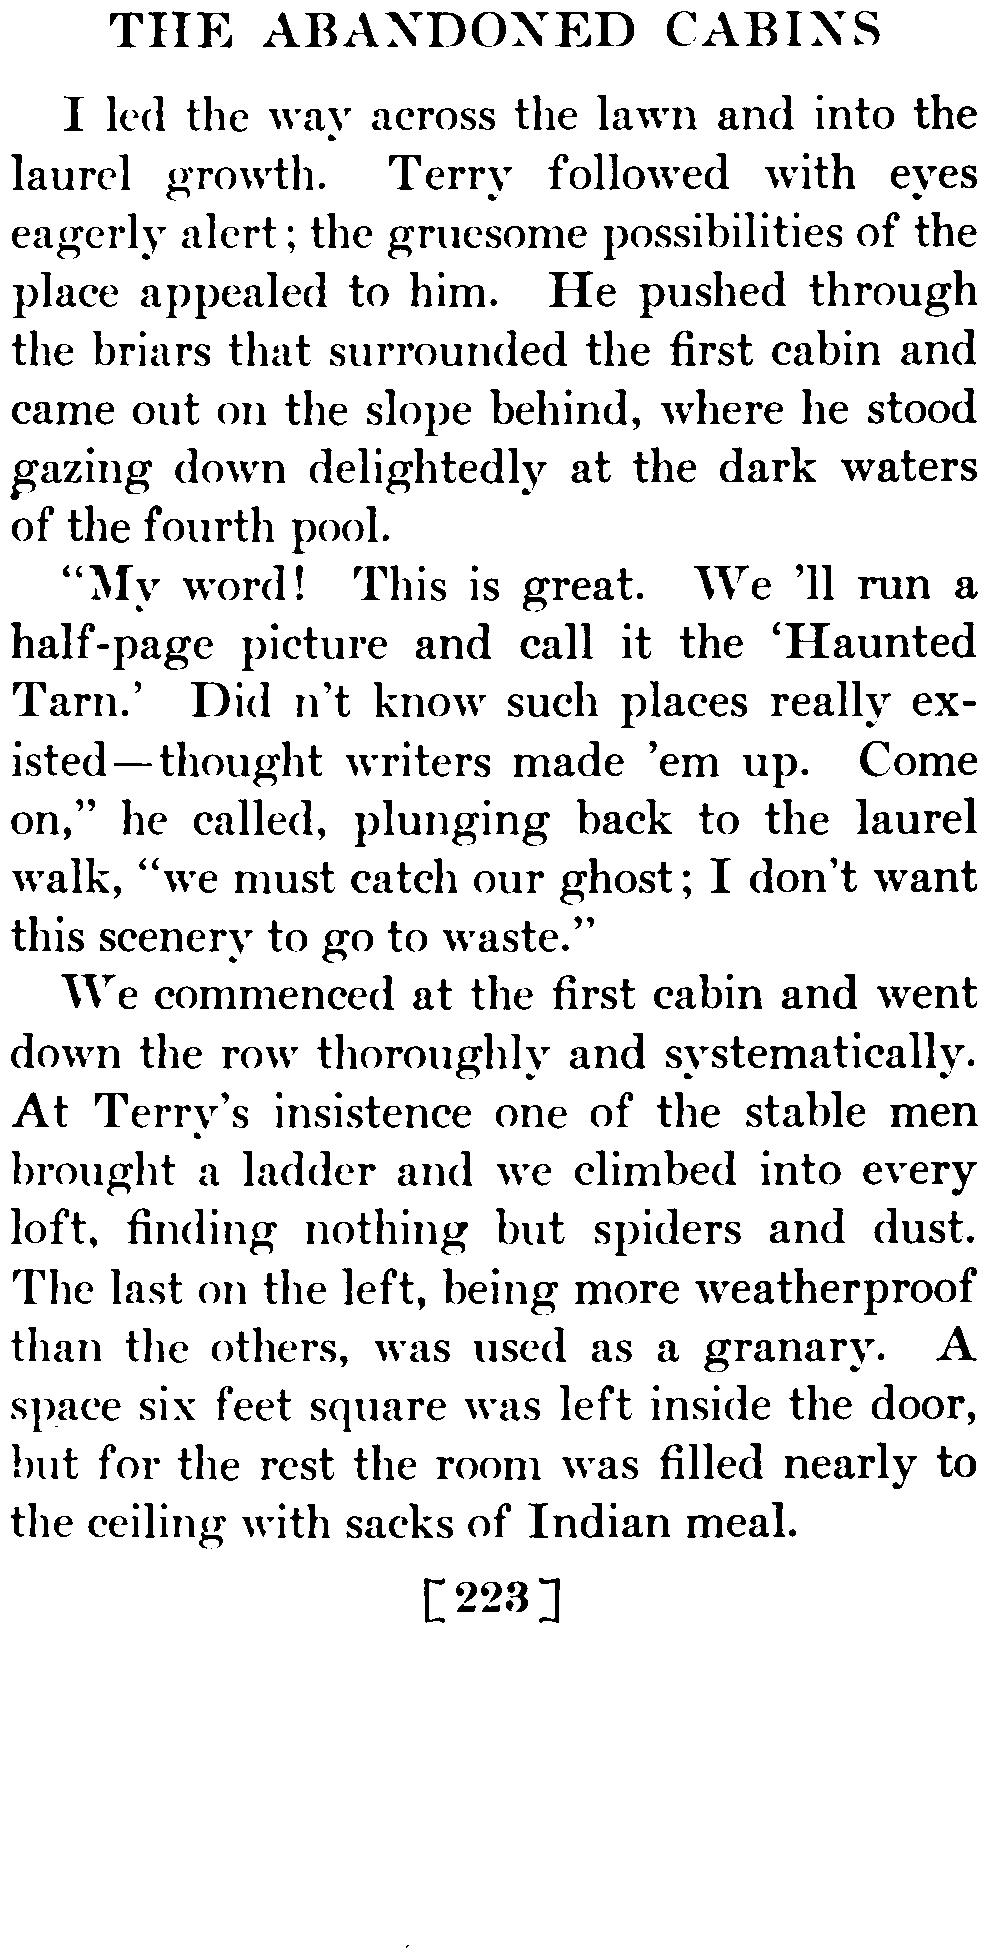 THE ABANDONED CABINS
I led the way across the lawn and into the
laurel growth. Terry followed with eyes
eagerly alert; the gruesome possibilities of the
place appealed to him. He pushed through
the briars that surrounded the first cabin and
came out on the slope behind, where he stood
gazing down delightedly at the dark waters
of the fourth pool.
"My word! This is great. We 'll run a
half-page picture and call it the 'Haunted
Tarn.' Did n't know such places really ex-
isted—thought writers made 'em up. Come
on," he called, plunging back to the laurel
walk, "we must catch our ghost; I don't want
this scenery to go to waste."
We commenced at the first cabin and went
down the row thoroughly and systematically.
At Terry's insistence one of the stable men
brought a ladder and we climbed into every
loft, finding nothing but spiders and dust.
The last on the left, being more weatherproof
than the others, was used as a granary. A
space six feet square was left inside the door,
but for the rest the room was filled nearly to
the ceiling with sacks of Indian meal.
[223]